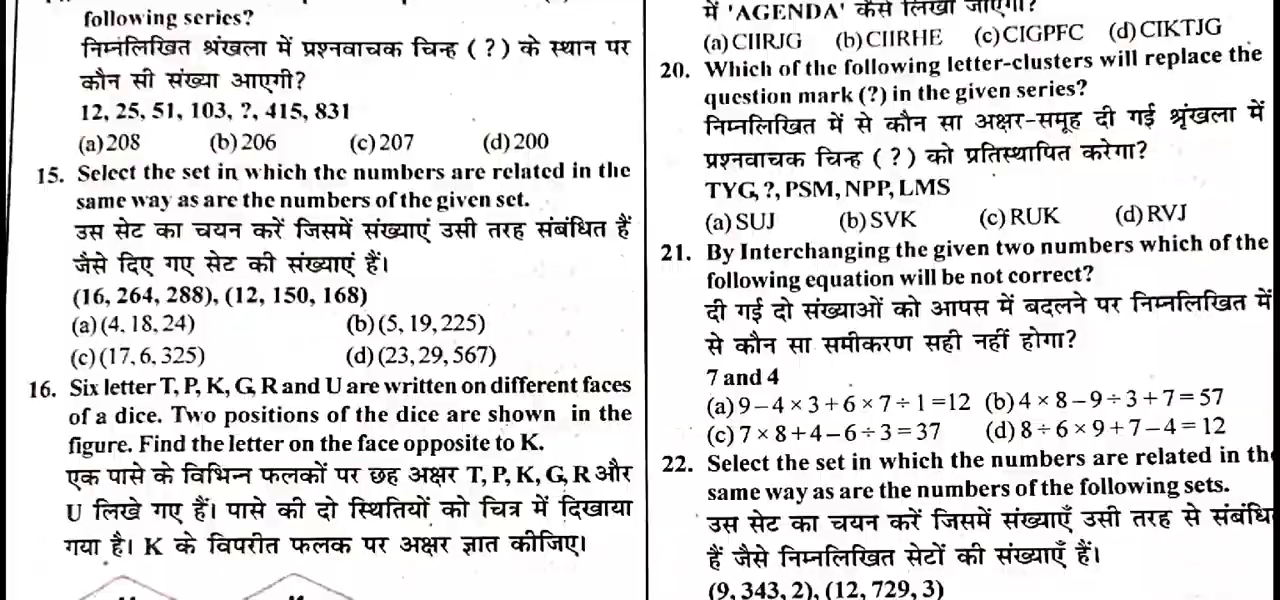 following series?
निम्नलिखित श्रंखला में प्रश्नवाचक चिन्ह ( ? ) के स्थान पर
कौन सी संख्या आएगी?
12, 25, 51, 103, ?, 415, 831
(a) 208 (b) 206 (c) 207 (d) 200
15. Select the set in which the numbers are related in the
same way as are the numbers of the given set.
उस सेट का चयन करें जिसमें संख्याएं उसी तरह संबंधित हैं
जैसे दिए गए सेट की संख्याएं हैं।
(16, 264, 288), (12, 150, 168)
(a) (4, 18, 24) (b) (5, 19, 225)
(c) (17, 6, 325) (d) (23, 29, 567)
16. Six letter T, P, K, G, R and U are written on different faces
of a dice. Two positions of the dice are shown in the
figure. Find the letter on the face opposite to K.
एक पासे के विभिन्न फलकों पर छह अक्षर T, P, K, G, R और
U लिखे गए हैं। पासे की दो स्थितियों को चित्र में दिखाया
गया है। K के विपरीत फलक पर अक्षर ज्ञात कीजिए।
में 'AGENDA' कैसे लिखा जाएगा?
(a) CIIRJG (b) CIIRHE (c) CIGPFC (d) CIKTJG
20. Which of the following letter-clusters will replace the
question mark (?) in the given series?
निम्नलिखित में से कौन सा अक्षर-समूह दी गई श्रृंखला में
प्रश्नवाचक चिन्ह ( ? ) को प्रतिस्थापित करेगा?
TYG, ?, PSM, NPP, LMS
(a) SUJ (b) SVK (c) RUK (d) RVJ
21. By Interchanging the given two numbers which of the
following equation will be not correct?
दी गई दो संख्याओं को आपस में बदलने पर निम्नलिखित में
से कौन सा समीकरण सही नहीं होगा?
7 and 4
(a) 9 – 4 × 3 + 6 × 7 ÷ 1 = 12 (b) 4 × 8 – 9 ÷ 3 + 7 = 57
(c) 7 × 8 + 4 – 6 ÷ 3 = 37 (d) 8 ÷ 6 × 9 + 7 – 4 = 12
22. Select the set in which the numbers are related in the
same way as are the numbers of the following sets.
उस सेट का चयन करें जिसमें संख्याएँ उसी तरह से संबंधि
हैं जैसे निम्नलिखित सेटों की संख्याएँ हैं।
(9, 343, 2), (12, 729, 3)